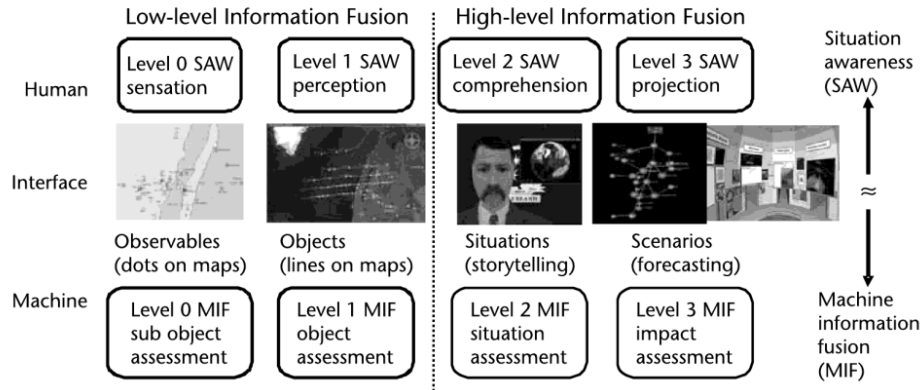 Low-level Information Fusion
High-level Information Fusion
Human
Level 0 SAW
sensation
Level 1 SAW
perception
Level 2 SAW
comprehension
Level 3 SAW
projection
Situation
awareness
(SAW)
Interface
≈
Observables
(dots on maps)
Objects
(lines on maps)
Situations
(storytelling)
Scenarios
(forecasting)
Machine
Level 0 MIF
sub object
assessment
Level 1 MIF
object
assessment
Level 2 MIF
situation
assessment
Level 3 MIF
impact
assessment
Machine
information
fusion
(MIF)